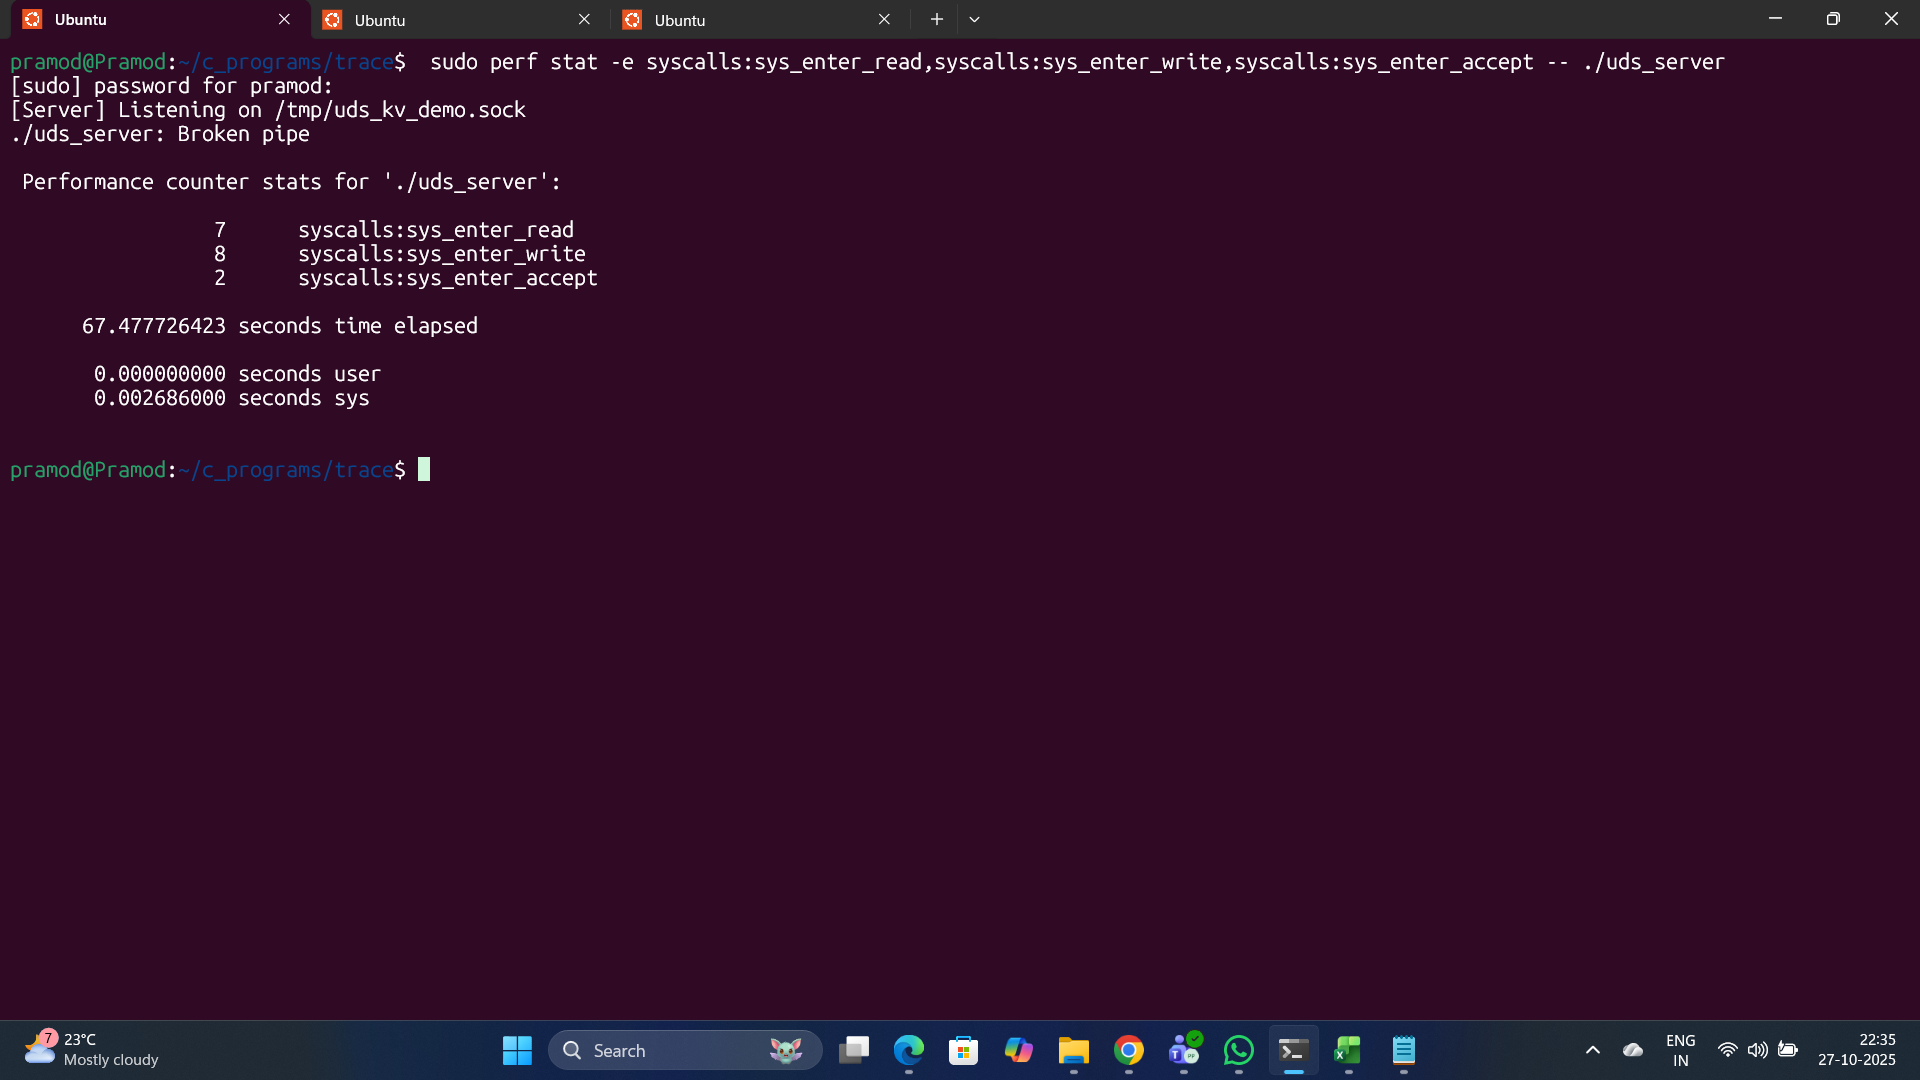 Ubuntu
Ubuntu
Ubuntu
pramod@Pramod:~/c_programs/trace$  sudo perf stat -e syscalls:sys_enter_read,syscalls:sys_enter_write,syscalls:sys_enter_accept -- ./uds_server
[sudo] password for pramod:
[Server] Listening on /tmp/uds_kv_demo.sock
./uds_server: Broken pipe
Performance counter stats for './uds_server':
7      syscalls:sys_enter_read
8      syscalls:sys_enter_write
2      syscalls:sys_enter_accept
67.477726423 seconds time elapsed
0.000000000 seconds user
0.002686000 seconds sys
pramod@Pramod:~/c_programs/trace$
7
23°C
Mostly cloudy
Search
T
PP
X
ENG
IN
22:35
27-10-2025